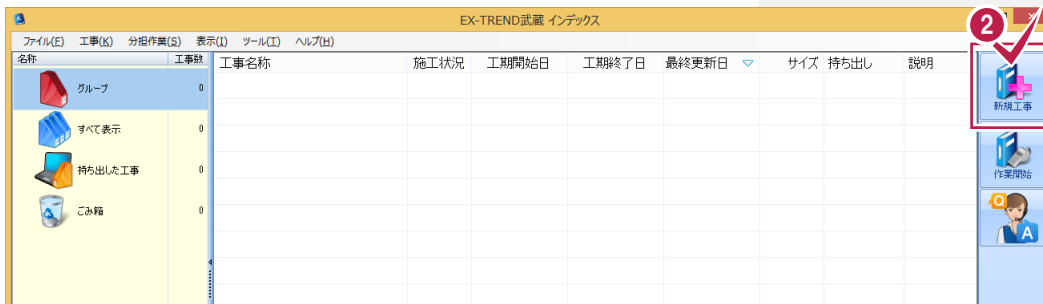 EX-TREND武蔵 インデックス
2
ファイル(F) 工事(K) 分担作業(S) 表示(I) ツール(T) ヘルプ(H)
名称 工事数 工事名称 施工状況 工期開始日 工期終了日 最終更新日 サイズ 持ち出し 説明
グループ 0
新規工事
すべて表示 0
持ち出した工事 0
作業開始
ごみ箱 0
Q
A